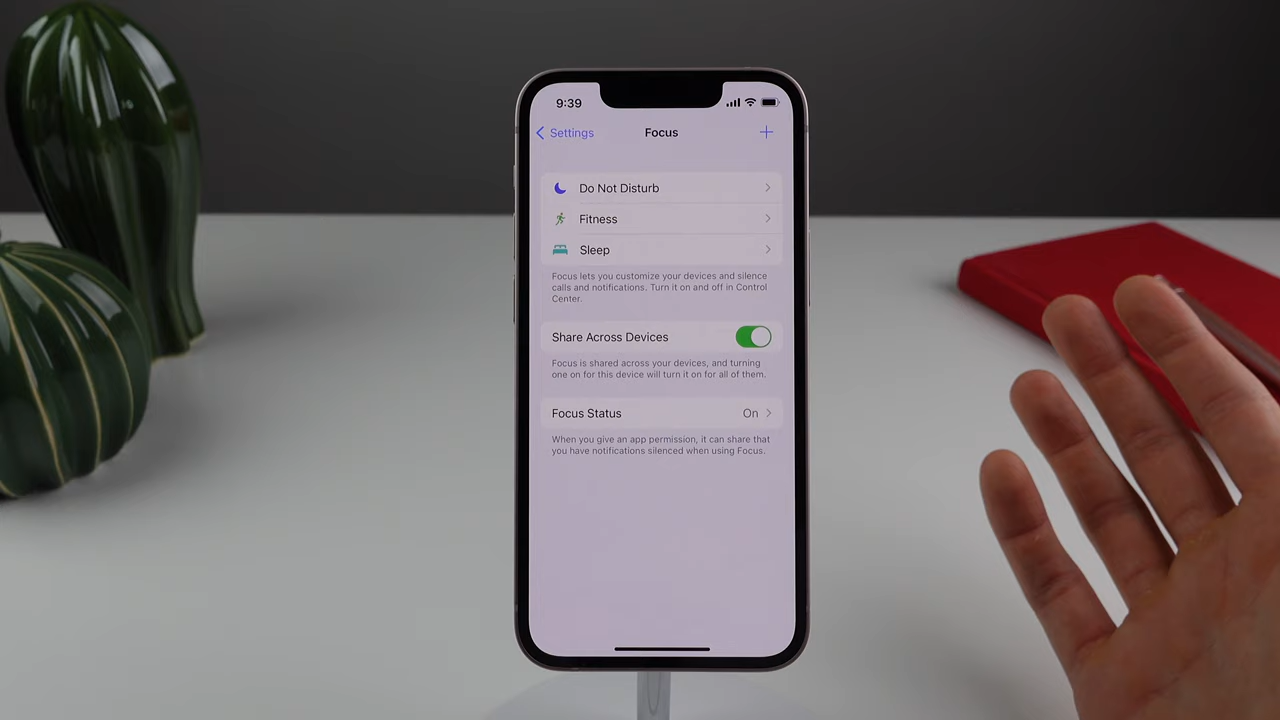 9:39
Settings
Focus
Do Not Disturb
Fitness
Sleep
Focus lets you customize your devices and silence
calls and notifications. Turn it on and off in Control
Center.
Share Across Devices
Focus is shared across your devices, and turning
one on for this device will turn it on for all of them.
Focus Status On
When you give an app permission, it can share that
you have notifications silenced when using Focus.